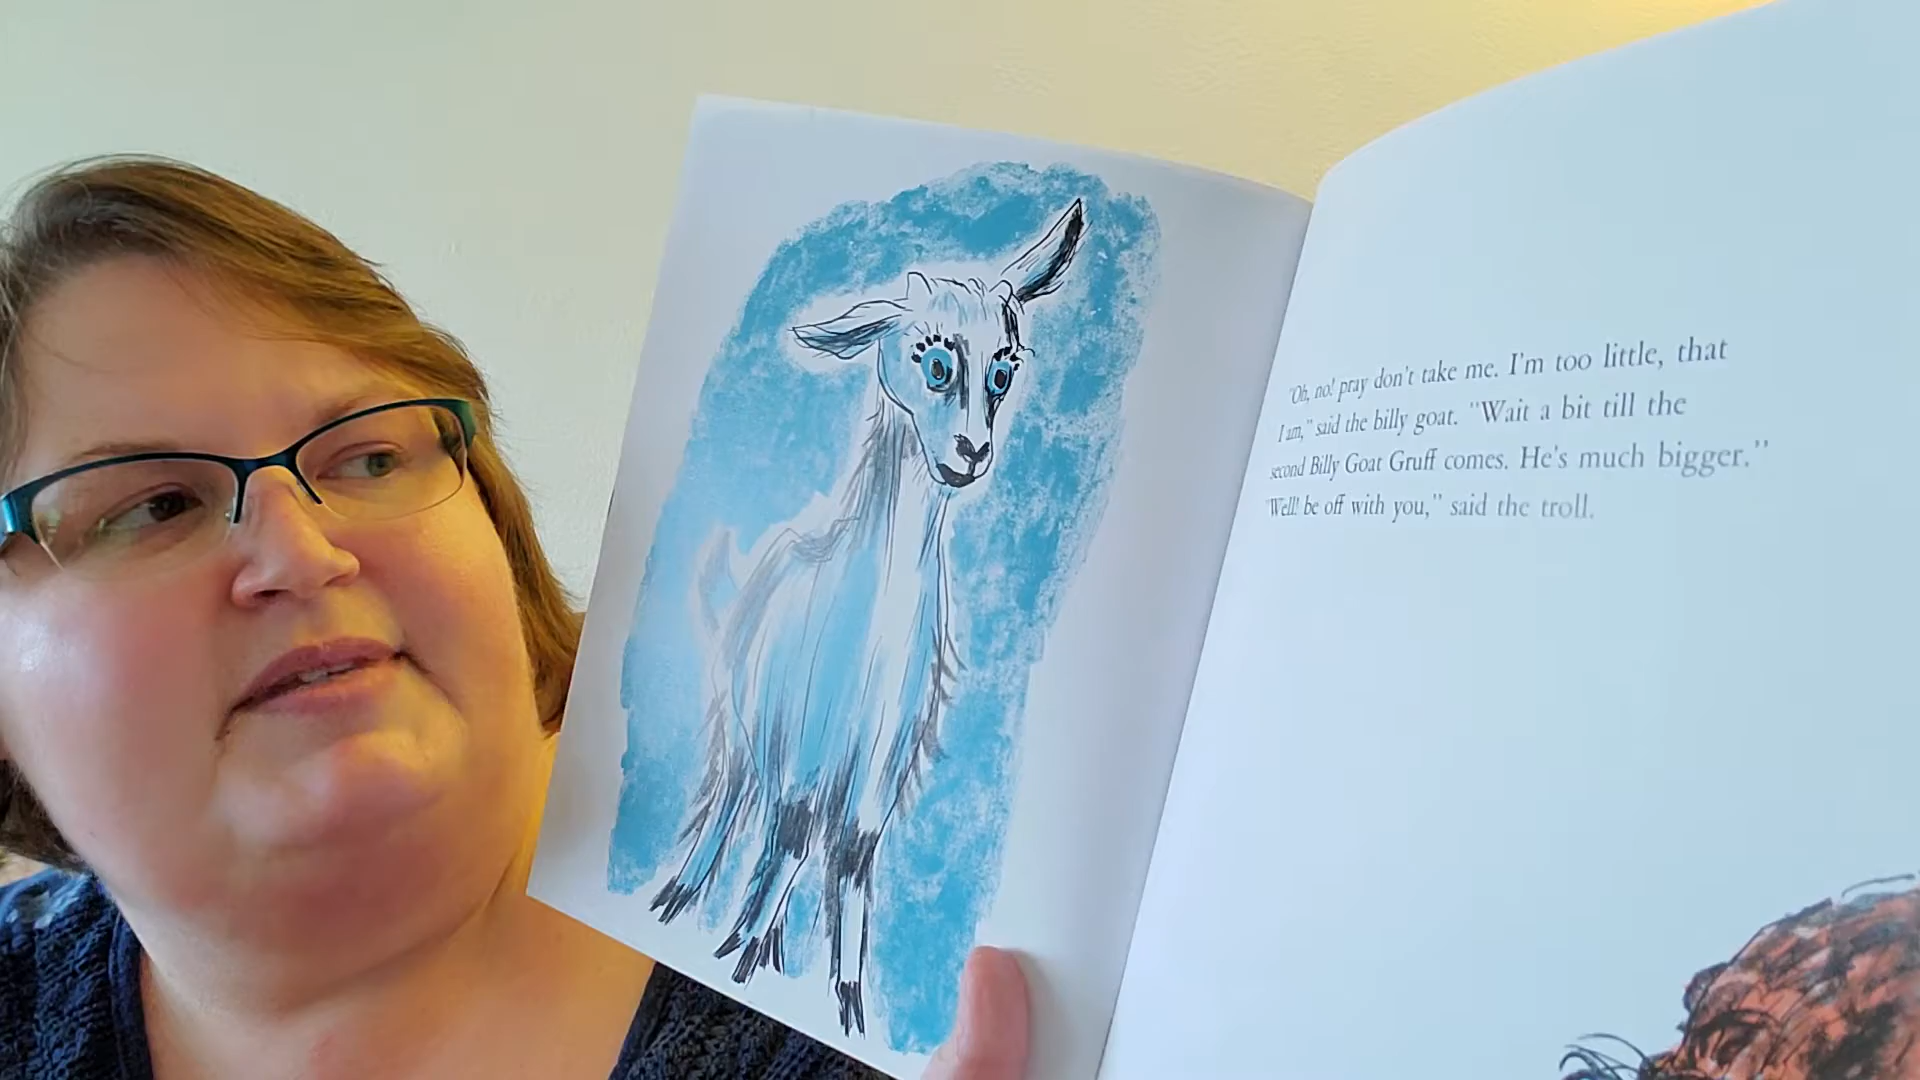 "Oh, no! pray don't take me. I'm too little, that
I am," said the billy goat. "Wait a bit till the
second Billy Goat Gruff comes. He's much bigger."
"Well! be off with you," said the troll.